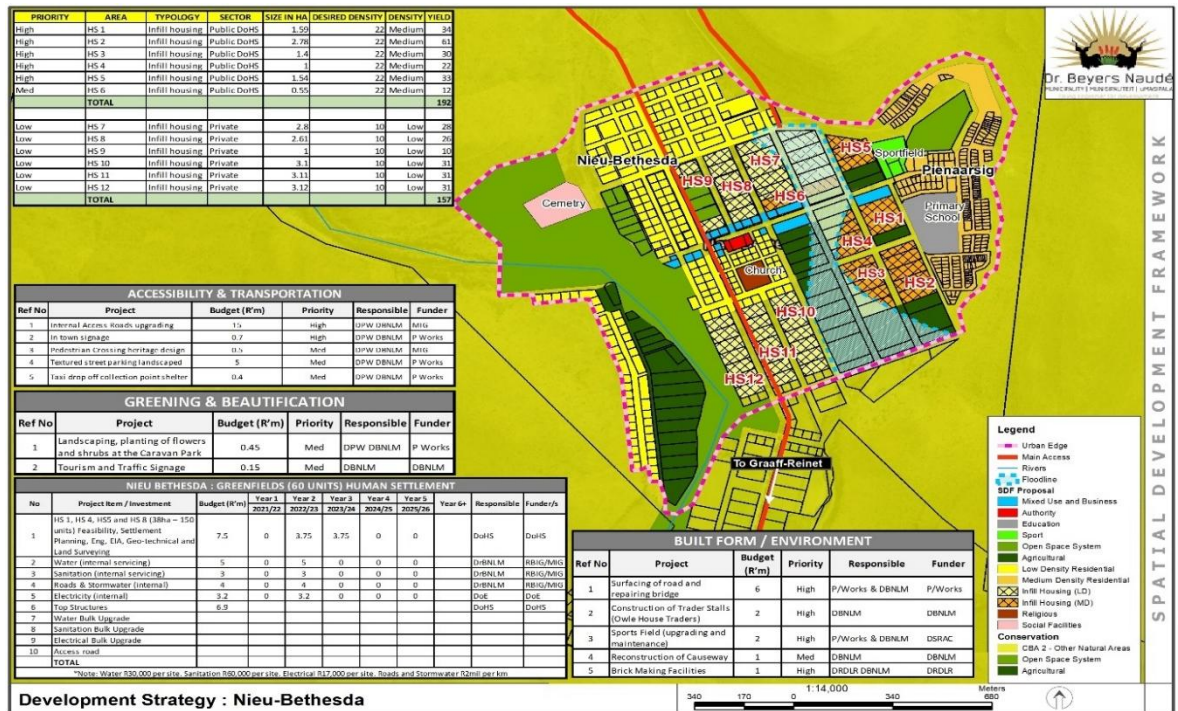 PRIORITY AREA TYPOLOGY SECTOR SIZE IN HA DESIRED DENSITY DENSITY YIELD
High HS 1 Infill housing Public DoHS 1.59 22 Medium 34
High HS 2 Infill housing Public DoHS 2.78 22 Medium 61
High HS 3 Infill housing Public DoHS 1.4 22 Medium 30
High HS 4 Infill housing Public DoHS 1 22 Medium 22
High HS 5 Infill housing Public DoHS 1.54 22 Medium 33
Med HS 6 Infill housing Public DoHS 0.55 22 Medium 12
TOTAL 192
Low HS 7 Infill housing Private 2.8 10 Low 28
Low HS 8 Infill housing Private 2.61 10 Low 26
Low HS 9 Infill housing Private 1 10 Low 10
Low HS 10 Infill housing Private 3.1 10 Low 31
Low HS 11 Infill housing Private 3.11 10 Low 31
Low HS 12 Infill housing Private 3.12 10 Low 31
TOTAL 157
Dr. Beyers Naudé
MUNICIPALITY | MUNISIPALITEIT | UMASIPALA
SPATIAL DEVELOPMENT FRAMEWORK
Nieu-Bethesda
Cemetry
HS5
Sportfield
Pienaarsig
HS7
HS9
HS8
HS6
HS1
Primary
School
HS4
HS3
HS2
Church
HS10
HS11
HS12
To Graaff-Reinet
ACCESSIBILITY & TRANSPORTATION
Ref No Project Budget (R'm) Priority Responsible Funder
1 Internal Access Roads upgrading 15 High DPW DBNLM MIG
2 In town signage 0.7 High DPW DBNLM P Works
3 Pedestrian Crossing heritage design 0.5 Med DPW DBNLM MIG
4 Textured street parking landscaped 5 Med DPW DBNLM P Works
5 Taxi drop off collection point shelter 0.4 Med DPW DBNLM P Works
GREENING & BEAUTIFICATION
Ref No Project Budget (R'm) Priority Responsible Funder
1 Landscaping, planting of flowers and shrubs at the Caravan Park 0.45 Med DPW DBNLM P Works
2 Tourism and Traffic Signage 0.15 Med DBNLM DBNLM
NIEU BETHESDA : GREENFIELDS (60 UNITS) HUMAN SETTLEMENT
No Project Item / Investment Budget (R'm) Year 1 2021/22 Year 2 2022/23 Year 3 2023/24 Year 4 2024/25 Year 5 2025/26 Year 6+ Responsible Funder/s
1 HS 1, HS 4, HS5 and HS 8 (38ha – 150 units) Feasibility, Settlement Planning, Eng, EIA, Geo-technical and Land Surveying 7.5 0 3.75 3.75 0 0 DoHS DoHS
2 Water (internal servicing) 5 0 5 0 0 0 DrBNLM RBIG/MIG
3 Sanitation (internal servicing) 3 0 3 0 0 0 DrBNLM RBIG/MIG
4 Roads & Stormwater (internal) 4 0 4 0 0 0 DrBNLM RBIG/MIG
5 Electricity (internal) 3.2 0 3.2 0 0 0 DoE DoE
6 Top Structures 6.9 DoHS DoHS
7 Water Bulk Upgrade
8 Sanitation Bulk Upgrade
9 Electrical Bulk Upgrade
10 Access road
TOTAL
*Note: Water R30,000 per site. Sanitation R60,000 per site. Electrical R17,000 per site. Roads and Stormwater R2mil per km
BUILT FORM / ENVIRONMENT
Ref No Project Budget (R'm) Priority Responsible Funder
1 Surfacing of road and repairing bridge 6 High P/Works & DBNLM P/Works
2 Construction of Trader Stalls (Owle House Traders) 2 High DBNLM DBNLM
3 Sports Field (upgrading and maintenance) 2 High P/Works & DBNLM DSRAC
4 Reconstruction of Causeway 1 Med DBNLM DBNLM
5 Brick Making Facilities 1 High DRDLR DBNLM DRDLR
Legend
Urban Edge
Main Access
Rivers
Floodline
SDF Proposal
Mixed Use and Business
Authority
Education
Sport
Open Space System
Agricultural
Low Density Residential
Medium Density Residential
Infill Housing (LD)
Infill Housing (MD)
Religious
Social Facilities
Conservation
CBA 2 - Other Natural Areas
Open Space System
Agricultural
Development Strategy : Nieu-Bethesda
1:14,000
Meters
340 170 0 340 680